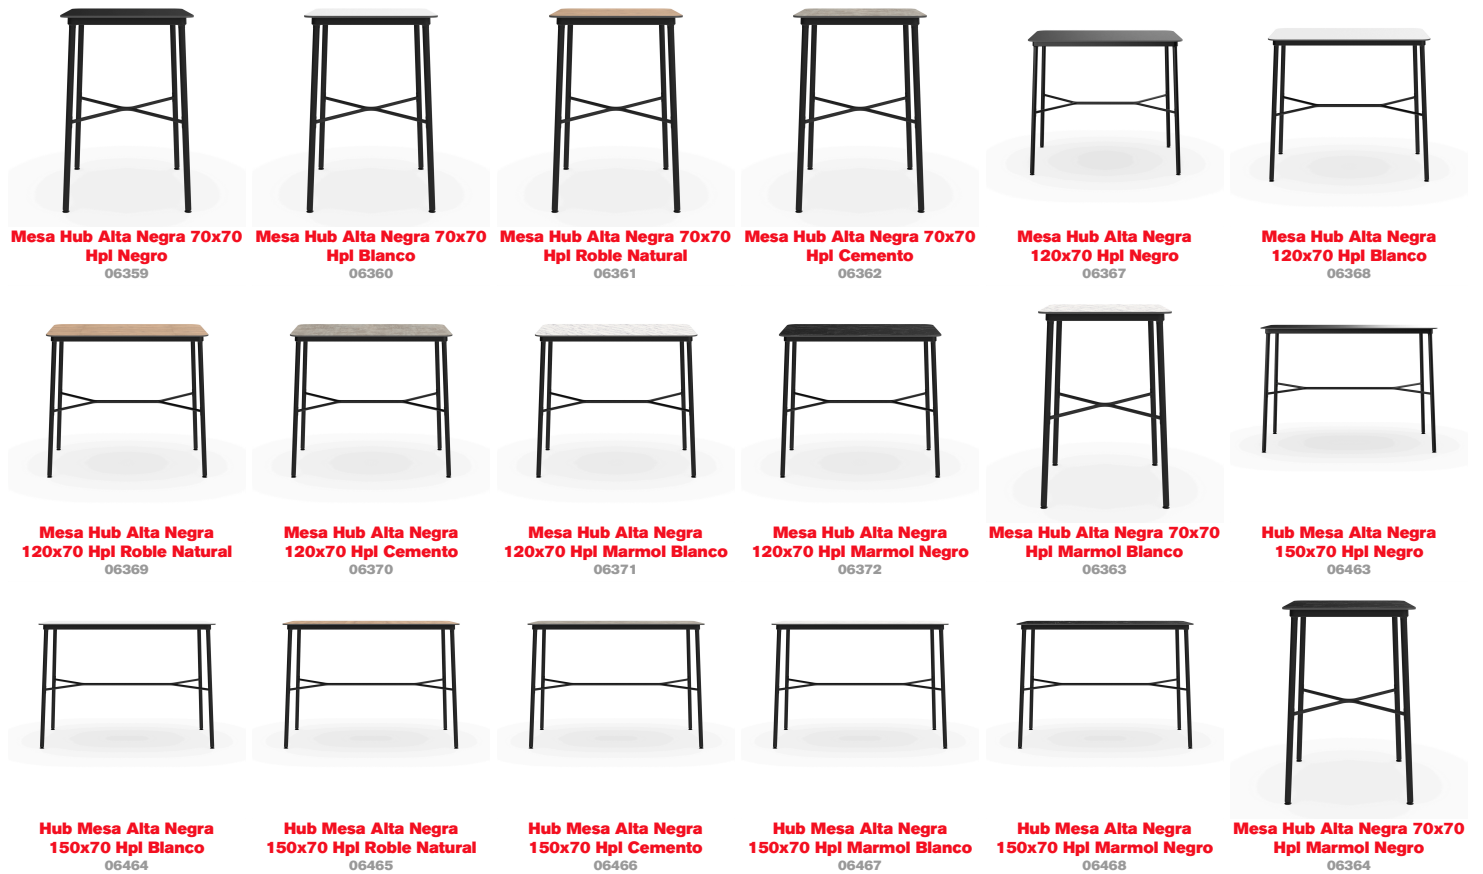 Mesa Hub Alta Negra 70x70
Hpl Negro
06359
Mesa Hub Alta Negra 70x70
Hpl Blanco
06360
Mesa Hub Alta Negra 70x70
Hpl Roble Natural
06361
Mesa Hub Alta Negra 70x70
Hpl Cemento
06362
Mesa Hub Alta Negra
120x70 Hpl Negro
06367
Mesa Hub Alta Negra
120x70 Hpl Blanco
06368
Mesa Hub Alta Negra
120x70 Hpl Roble Natural
06369
Mesa Hub Alta Negra
120x70 Hpl Cemento
06370
Mesa Hub Alta Negra
120x70 Hpl Marmol Blanco
06371
Mesa Hub Alta Negra
120x70 Hpl Marmol Negro
06372
Mesa Hub Alta Negra 70x70
Hpl Marmol Blanco
06363
Hub Mesa Alta Negra
150x70 Hpl Negro
06463
Hub Mesa Alta Negra
150x70 Hpl Blanco
06464
Hub Mesa Alta Negra
150x70 Hpl Roble Natural
06465
Hub Mesa Alta Negra
150x70 Hpl Cemento
06466
Hub Mesa Alta Negra
150x70 Hpl Marmol Blanco
06467
Hub Mesa Alta Negra
150x70 Hpl Marmol Negro
06468
Mesa Hub Alta Negra 70x70
Hpl Marmol Negro
06364